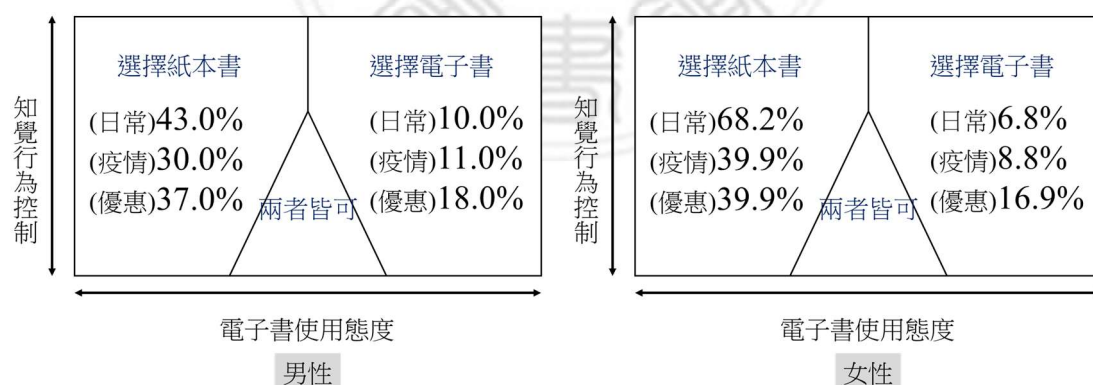 知覺行為控制
選擇紙本書
選擇電子書
(日常)43.0%
(日常)10.0%
(疫情)30.0%
(疫情)11.0%
(優惠)37.0%
兩者皆可
(優惠)18.0%
電子書使用態度
男性
知覺行為控制
選擇紙本書
選擇電子書
(日常)68.2%
(日常)6.8%
(疫情)39.9%
(疫情)8.8%
(優惠)39.9%
兩者皆可
(優惠)16.9%
電子書使用態度
女性